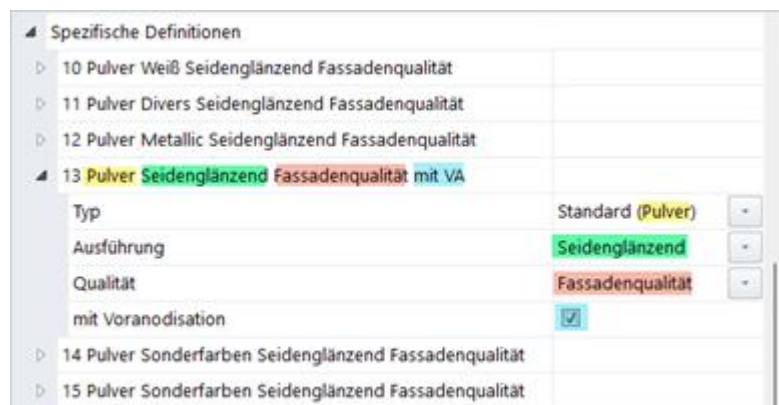 Spezifische Definitionen
10 Pulver Weiß Seidenglänzend Fassadenqualität
11 Pulver Divers Seidenglänzend Fassadenqualität
12 Pulver Metallic Seidenglänzend Fassadenqualität
13 Pulver Seidenglänzend Fassadenqualität mit VA
Typ Standard (Pulver)
Ausführung Seidenglänzend
Qualität Fassadenqualität
mit Voranodisation
14 Pulver Sonderfarben Seidenglänzend Fassadenqualität
15 Pulver Sonderfarben Seidenglänzend Fassadenqualität